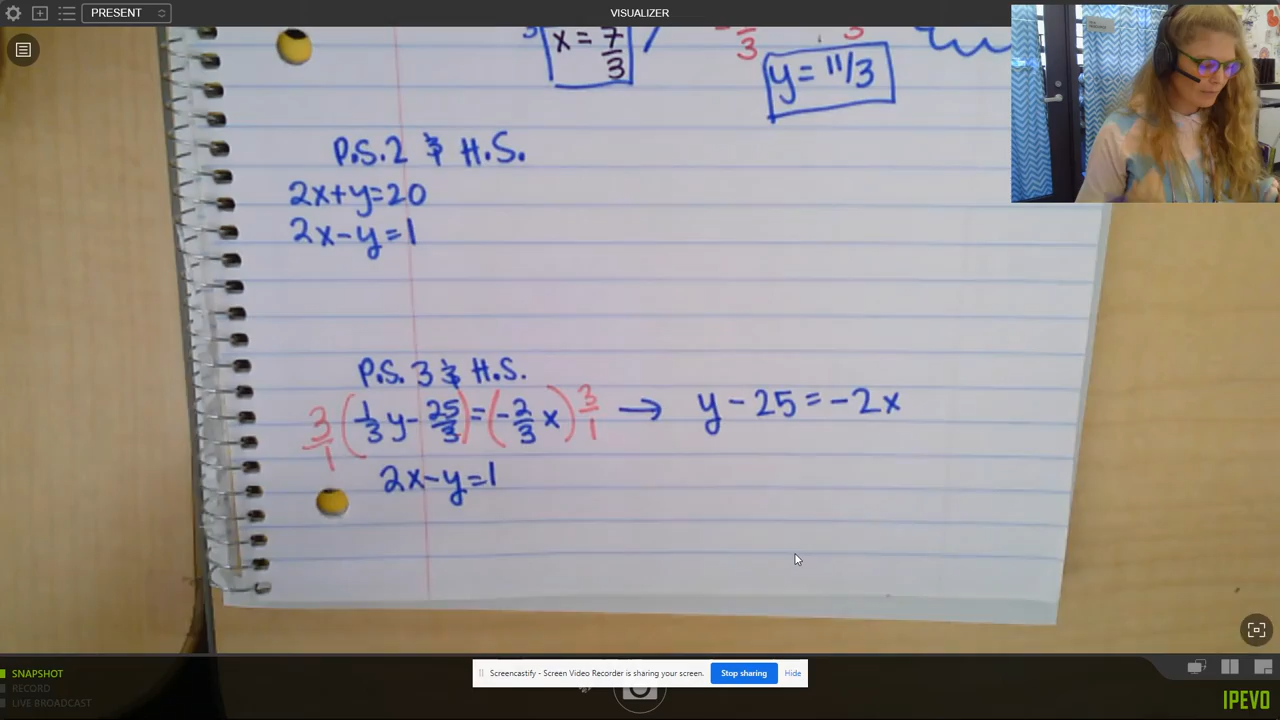 PRESENT
VISUALIZER
x = 7/3
y = 11/3
P.S. 2 & H.S.
2x+y=20
2x-y=1
P.S. 3 & H.S.
3/1 (1/3 y - 25/3) = (-2/3 x) 3/1 → y - 25 = -2x
2x-y=1
SNAPSHOT
RECORD
LIVE BROADCAST
Screencastify - Screen Video Recorder is sharing your screen.
Stop sharing
Hide
IPEVO